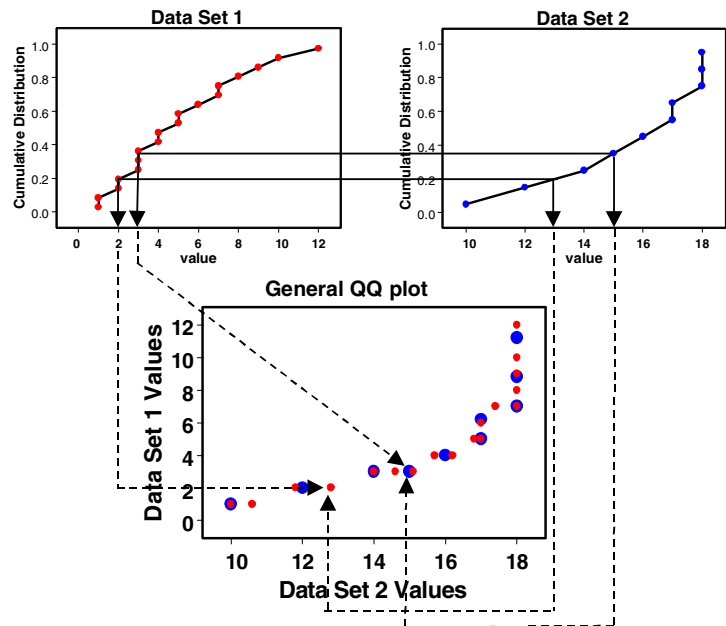 Data Set 1
Cumulative Distribution
1.0
0.8
0.6
0.4
0.2
0.0
0 2 4 6 8 10 12
value
Data Set 2
Cumulative Distribution
1.0
0.8
0.6
0.4
0.2
0.0
10 12 14 16 18
value
General QQ plot
Data Set 1 Values
12
10
8
6
4
2
0
10 12 14 16 18
Data Set 2 Values